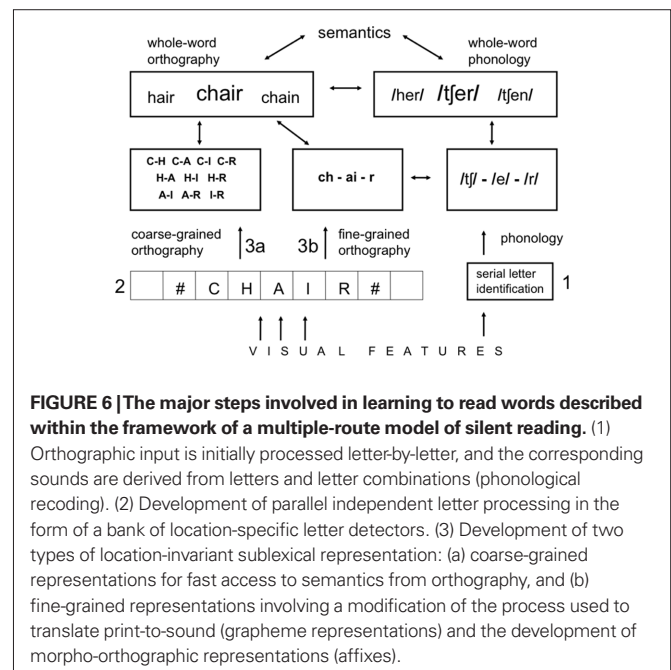 semantics
whole-word
orthography
whole-word
phonology
hair chair chain
/her/ /tʃer/ /tʃen/
C-H C-A C-I C-R
H-A H-I H-R
A-I A-R I-R
ch - ai - r
/tʃ/ - /e/ - /r/
coarse-grained
orthography
3a
3b
fine-grained
orthography
phonology
2
# C H A I R #
serial letter
identification
1
V I S U A L F E A T U R E S
FIGURE 6 | The major steps involved in learning to read words described
within the framework of a multiple-route model of silent reading. (1)
Orthographic input is initially processed letter-by-letter, and the corresponding
sounds are derived from letters and letter combinations (phonological
recoding). (2) Development of parallel independent letter processing in the
form of a bank of location-specific letter detectors. (3) Development of two
types of location-invariant sublexical representation: (a) coarse-grained
representations for fast access to semantics from orthography, and (b)
fine-grained representations involving a modification of the process used to
translate print-to-sound (grapheme representations) and the development of
morpho-orthographic representations (affixes).